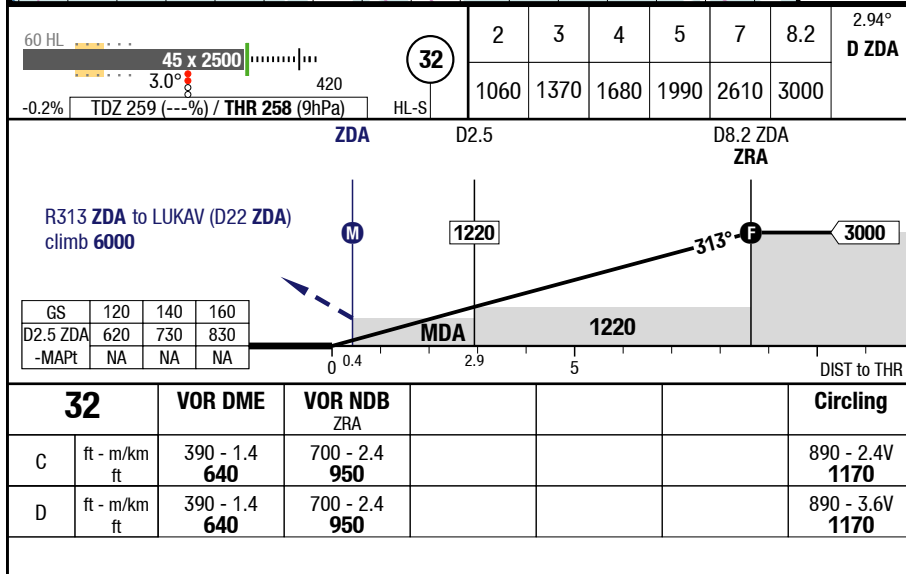 60 HL
45 x 2500
3.0°
420
-0.2% TDZ 259 (---%) / THR 258 (9hPa) HL-S
32
2 3 4 5 7 8.2 2.94° D ZDA
1060 1370 1680 1990 2610 3000
ZDA D2.5 D8.2 ZDA
ZRA
R313 ZDA to LUKAV (D22 ZDA)
climb 6000
M 1220 313° F 3000
GS 120 140 160
D2.5 ZDA 620 730 830
-MAPt NA NA NA
MDA 1220
0 0.4 2.9 5 DIST to THR
32 VOR DME VOR NDB Circling
ZRA
C ft - m/km 390 - 1.4 700 - 2.4 890 - 2.4V
ft 640 950 1170
D ft - m/km 390 - 1.4 700 - 2.4 890 - 3.6V
ft 640 950 1170